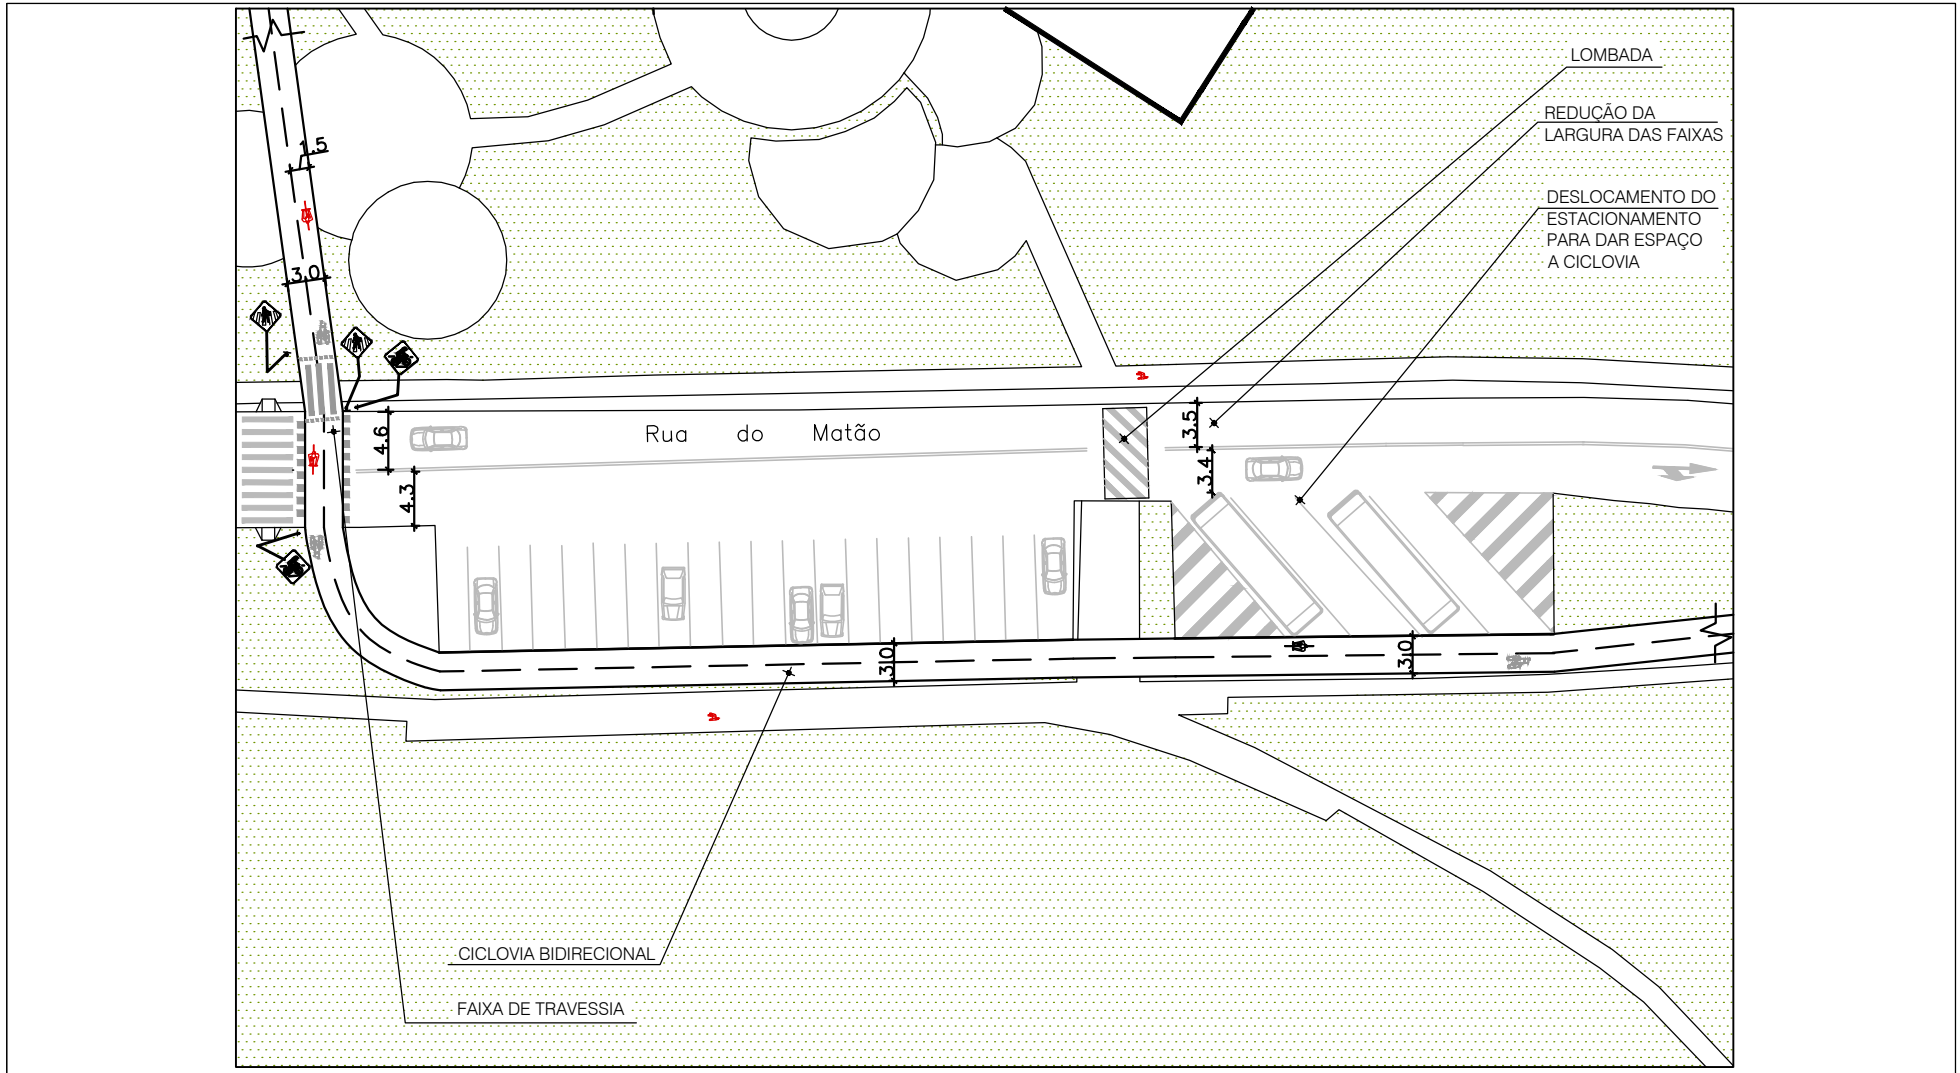 LOMBADA
REDUÇÃO DA
LARGURA DAS FAIXAS
DESLOCAMENTO DO
ESTACIONAMENTO
PARA DAR ESPAÇO
A CICLOVIA
1.5
3.0
4.6
Rua do Matão
3.5
3.4
4.3
3.0
3.0
CICLOVIA BIDIRECIONAL
FAIXA DE TRAVESSIA